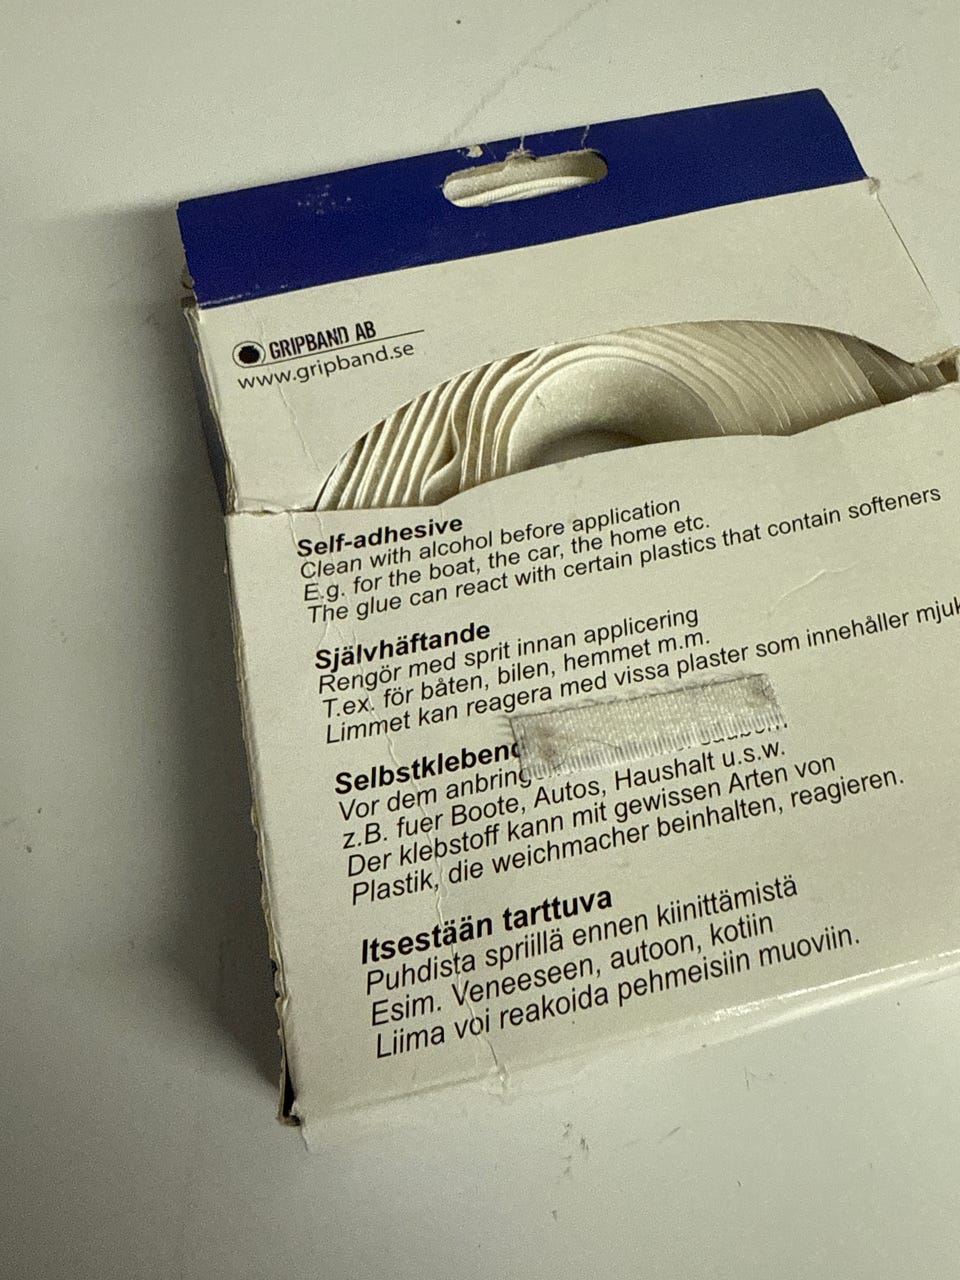 GRIPBAND AB
www.gripband.se
Self-adhesive
Clean with alcohol before application
E.g. for the boat, the car, the home etc.
The glue can react with certain plastics that contain softeners
Självhäftande
Rengör med sprit innan applicering
T.ex. för båten, bilen, hemmet m.m.
Limmet kan reagera med vissa plaster som innehåller mjuk
Selbstklebend
Vor dem anbring
z.B. fuer Boote, Autos, Haushalt u.s.w.
Der klebstoff kann mit gewissen Arten von
Plastik, die weichmacher beinhalten, reagieren.
Itsestään tarttuva
Puhdista spriillä ennen kiinittämistä
Esim. Veneeseen, autoon, kotiin
Liima voi reakoida pehmeisiin muoviin.